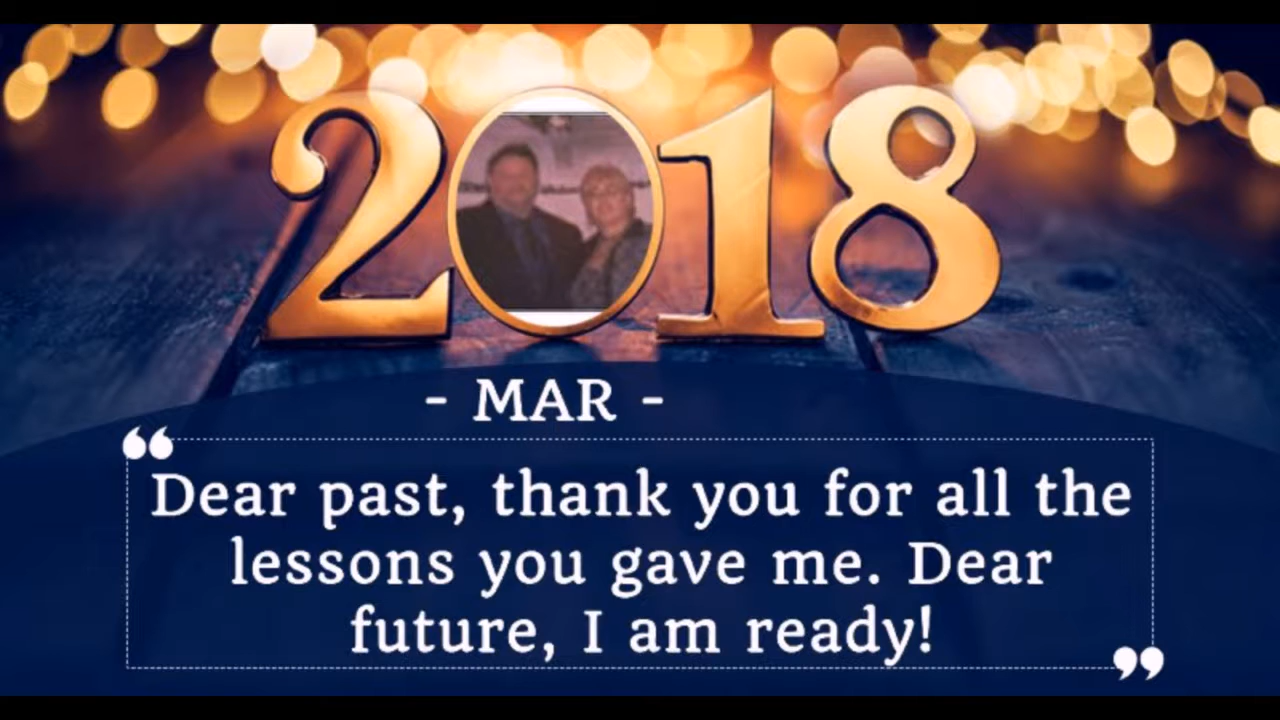 2018
- MAR -
“Dear past, thank you for all the
lessons you gave me. Dear
future, I am ready!”